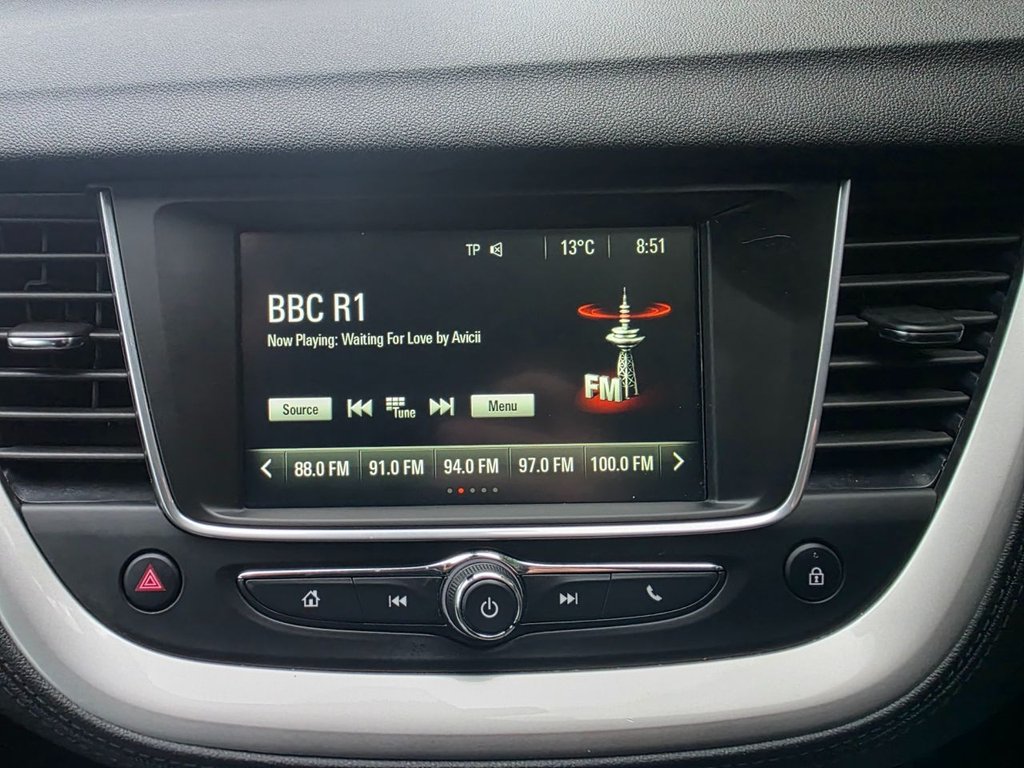 TP 13°C 8:51
BBC R1
Now Playing: Waiting For Love by Avicii
FM
Source Tune Menu
88.0 FM 91.0 FM 94.0 FM 97.0 FM 100.0 FM